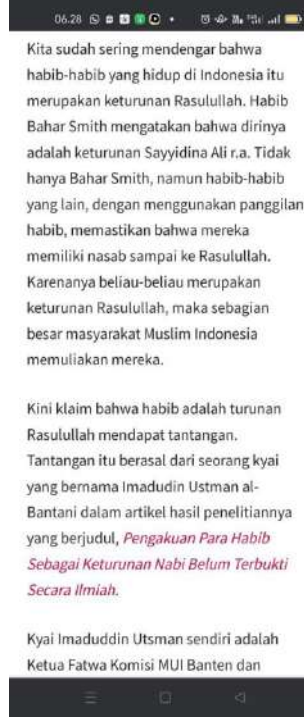 06.28
Kita sudah sering mendengar bahwa
habib-habib yang hidup di Indonesia itu
merupakan keturunan Rasulullah. Habib
Bahar Smith mengatakan bahwa dirinya
adalah keturunan Sayyidina Ali r.a. Tidak
hanya Bahar Smith, namun habib-habib
yang lain, dengan menggunakan panggilan
habib, memastikan bahwa mereka
memiliki nasab sampai ke Rasulullah.
Karenanya beliau-beliau merupakan
keturunan Rasulullah, maka sebagian
besar masyarakat Muslim Indonesia
memuliakan mereka.
Kini klaim bahwa habib adalah turunan
Rasulullah mendapat tantangan.
Tantangan itu berasal dari seorang kyai
yang bernama Imadudin Ustman al-
Bantani dalam artikel hasil penelitiannya
yang berjudul, Pengakuan Para Habib
Sebagai Keturunan Nabi Belum Terbukti
Secara Ilmiah.
Kyai Imaduddin Utsman sendiri adalah
Ketua Fatwa Komisi MUI Banten dan